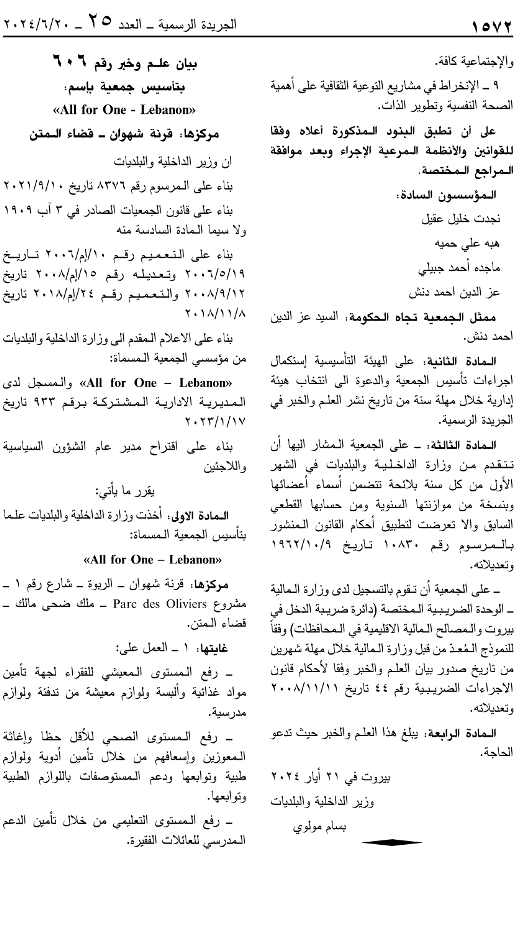 ١٥٧٢
الجريدة الرسمية ـ العدد ٢٥ ـ ٢٠٢٤/٦/٢٠
والإجتماعية كافة.
٩ ـ الإنخراط في مشاريع التوعية الثقافية على أهمية
الصحة النفسية وتطوير الذات.
على أن تطبق البنود المذكورة أعلاه وفقا
للقوانين والأنظمة المرعية الإجراء وبعد موافقة
المراجع المختصة.
المؤسسون السادة:
نجدت خليل عقيل
هبه علي حميه
ماجده أحمد جبيلي
عز الدين احمد دنش
ممثل الجمعية تجاه الحكومة: السيد عز الدين
احمد دنش.
المادة الثانية: على الهيئة التأسيسية إستكمال
اجراءات تأسيس الجمعية والدعوة الى انتخاب هيئة
إدارية خلال مهلة سنة من تاريخ نشر العلم والخبر في
الجريدة الرسمية.
المادة الثالثة: ـ على الجمعية المشار اليها أن
تتقدم من وزارة الداخلية والبلديات في الشهر
الأول من كل سنة بلائحة تتضمن أسماء أعضائها
وبنسخة من موازنتها السنوية ومن حسابها القطعي
السابق والا تعرضت لتطبيق أحكام القانون المنشور
بالمرسوم رقم ١٠٨٣٠ تاريخ ١٩٦٢/١٠/٩
وتعديلاته.
ـ على الجمعية أن تقوم بالتسجيل لدى وزارة المالية
ـ الوحدة الضريبية المختصة (دائرة ضريبة الدخل في
بيروت والمصالح المالية الاقليمية في المحافظات) وفقاً
للنموذج المُعدّ من قبل وزارة المالية خلال مهلة شهرين
من تاريخ صدور بيان العلم والخبر وفقا لأحكام قانون
الاجراءات الضريبية رقم ٤٤ تاريخ ٢٠٠٨/١١/١١
وتعديلاته.
المادة الرابعة: يبلغ هذا العلم والخبر حيث تدعو
الحاجة.
بيروت في ٢١ أيار ٢٠٢٤
وزير الداخلية والبلديات
بسام مولوي
بيان علم وخبر رقم ٦٠٦
بتأسيس جمعية بإسم:
«All for One - Lebanon»
مركزها: قرنة شهوان ـ قضاء المتن
ان وزير الداخلية والبلديات
بناء على المرسوم رقم ٨٣٧٦ تاريخ ٢٠٢١/٩/١٠
بناء على قانون الجمعيات الصادر في ٣ آب ١٩٠٩
ولا سيما المادة السادسة منه
بناء على التعميم رقم ١٠/إم/٢٠٠٦ تاريخ
٢٠٠٦/٥/١٩ وتعديله رقم ١٥/إم/٢٠٠٨ تاريخ
٢٠٠٨/٩/١٢ والتعميم رقم ٢٤/إم/٢٠١٨ تاريخ
٢٠١٨/١١/٨
بناء على الاعلام المقدم الى وزارة الداخلية والبلديات
من مؤسسي الجمعية المسماة:
«All for One – Lebanon» والمسجل لدى
المديرية الادارية المشتركة برقم ٩٣٣ تاريخ
٢٠٢٣/١/١٧
بناء على اقتراح مدير عام الشؤون السياسية
واللاجئين
يقرر ما يأتي:
المادة الاولى: أخذت وزارة الداخلية والبلديات علما
بتأسيس الجمعية المسماة:
«All for One – Lebanon»
مركزها: قرنة شهوان ـ الربوة ـ شارع رقم ١ ـ
مشروع Parc des Oliviers ـ ملك ضحى مالك ـ
قضاء المتن.
غايتها: ١ ـ العمل على:
ـ رفع المستوى المعيشي للفقراء لجهة تأمين
مواد غذائية وألبسة ولوازم معيشة من تدفئة ولوازم
مدرسية.
ـ رفع المستوى الصحي للأقل حظا وإغاثة
المعوزين وإسعافهم من خلال تأمين أدوية ولوازم
طبية وتوابعها ودعم المستوصفات باللوازم الطبية
وتوابعها.
ـ رفع المستوى التعليمي من خلال تأمين الدعم
المدرسي للعائلات الفقيرة.